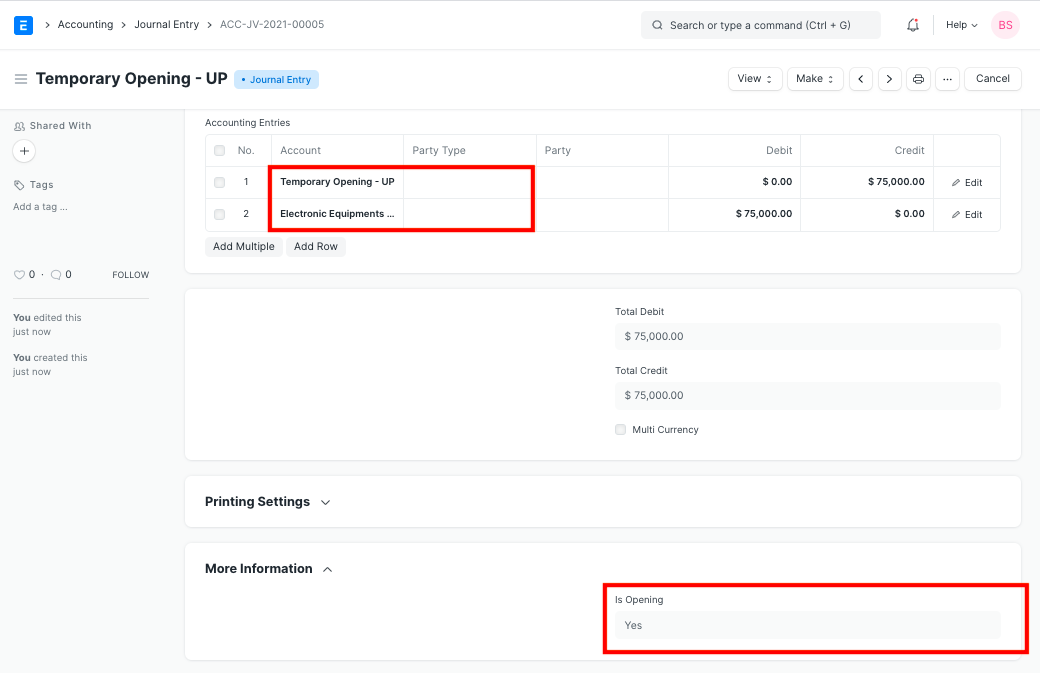 E > Accounting > Journal Entry > ACC-JV-2021-00005 Search or type a command (Ctrl + G) Help BS
Temporary Opening - UP • Journal Entry View Make < > ... Cancel
Shared With
+
Tags
Add a tag ...
0 · 0 FOLLOW
You edited this
just now
You created this
just now
Accounting Entries
No. Account Party Type Party Debit Credit
1 Temporary Opening - UP $ 0.00 $ 75,000.00 Edit
2 Electronic Equipments ... $ 75,000.00 $ 0.00 Edit
Add Multiple Add Row
Total Debit
$ 75,000.00
Total Credit
$ 75,000.00
Multi Currency
Printing Settings
More Information
Is Opening
Yes